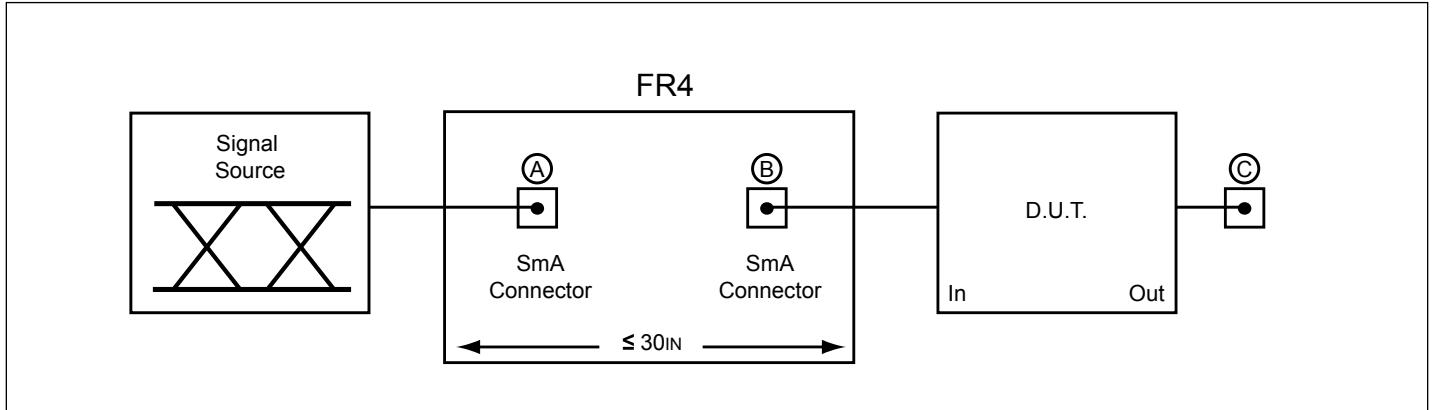 FR4
Signal
Source
A
B
C
D.U.T.
SmA
Connector
SmA
Connector
In
Out
≤ 30IN